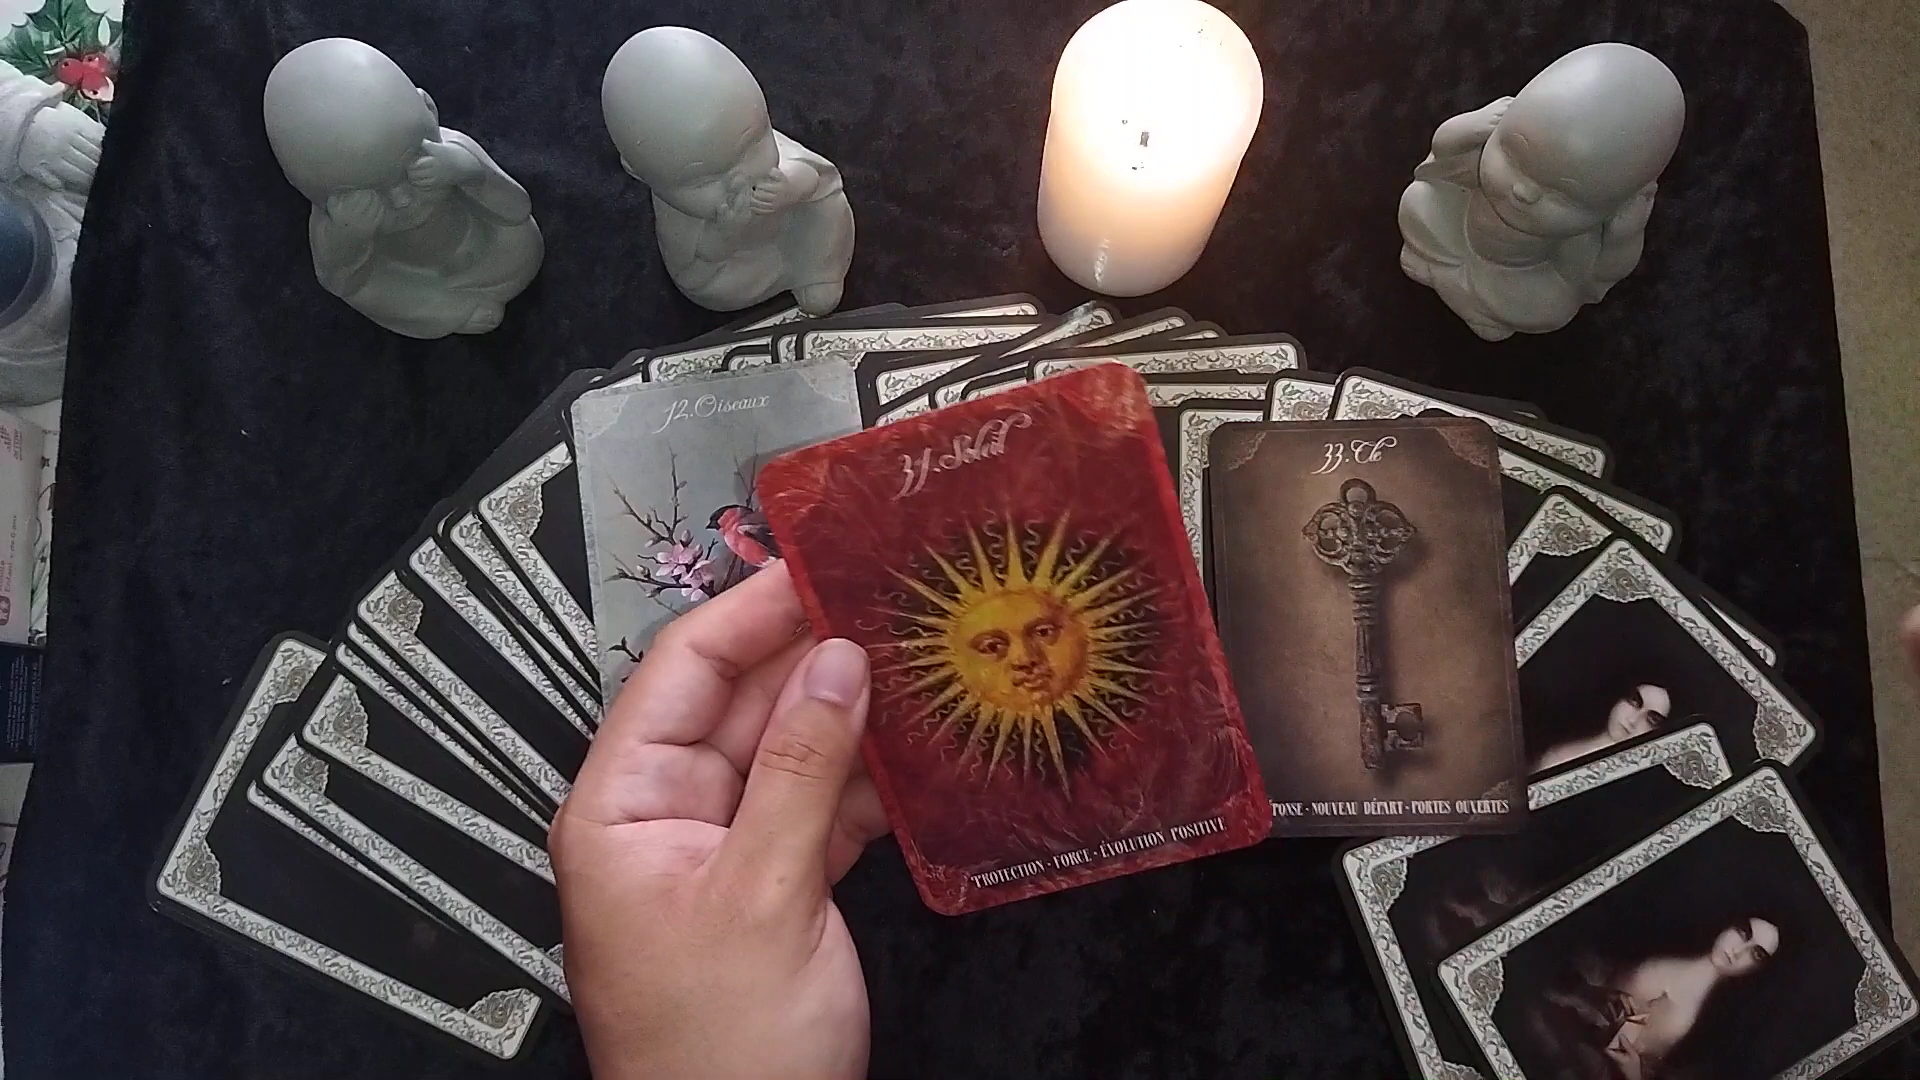 12.Oiseaux
31.Soleil
33.Clé
PROTECTION - FORCE - ÉVOLUTION POSITIVE
PONSE - NOUVEAU DÉPART - PORTES OUVERTES